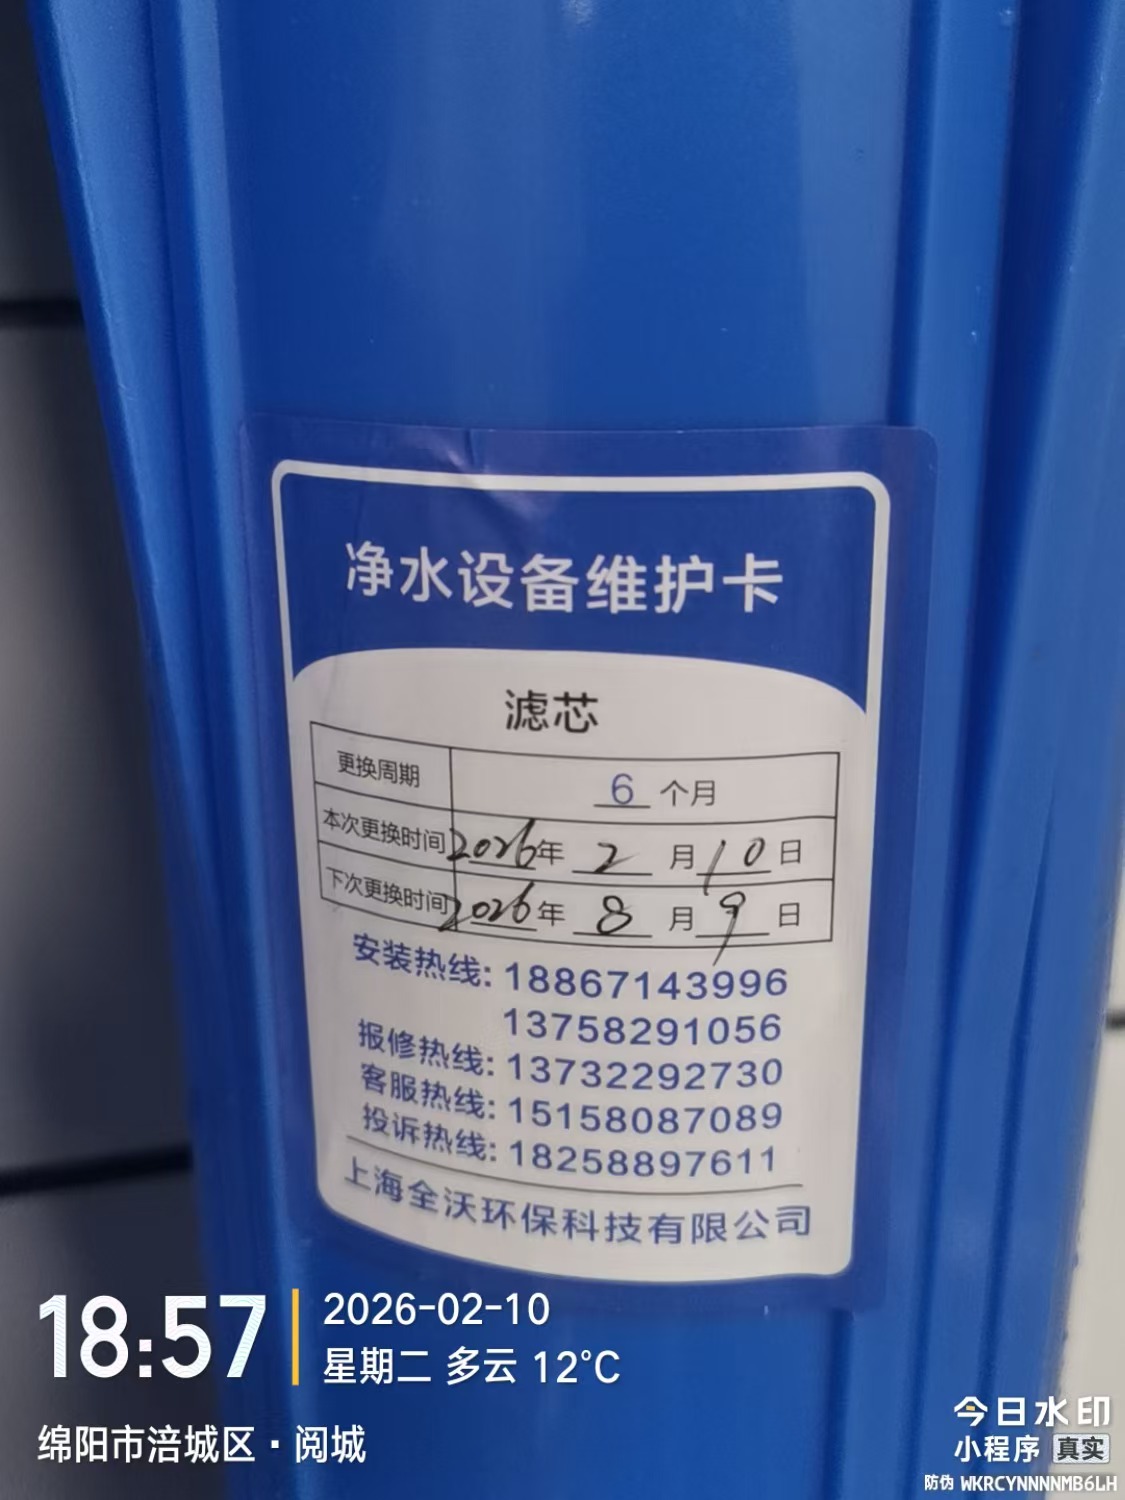 净水设备维护卡
滤芯
更换周期 6 个月
本次更换时间 2026年 2 月 10 日
下次更换时间 2026年 8 月 9 日
安装热线: 18867143996
13758291056
报修热线: 13732292730
客服热线: 15158087089
投诉热线: 18258897611
上海全沃环保科技有限公司
18:57
2026-02-10
星期二 多云 12°C
绵阳市涪城区·阅城
今日水印
小程序 真实
防伪 WKRCYNNNNMB6LH